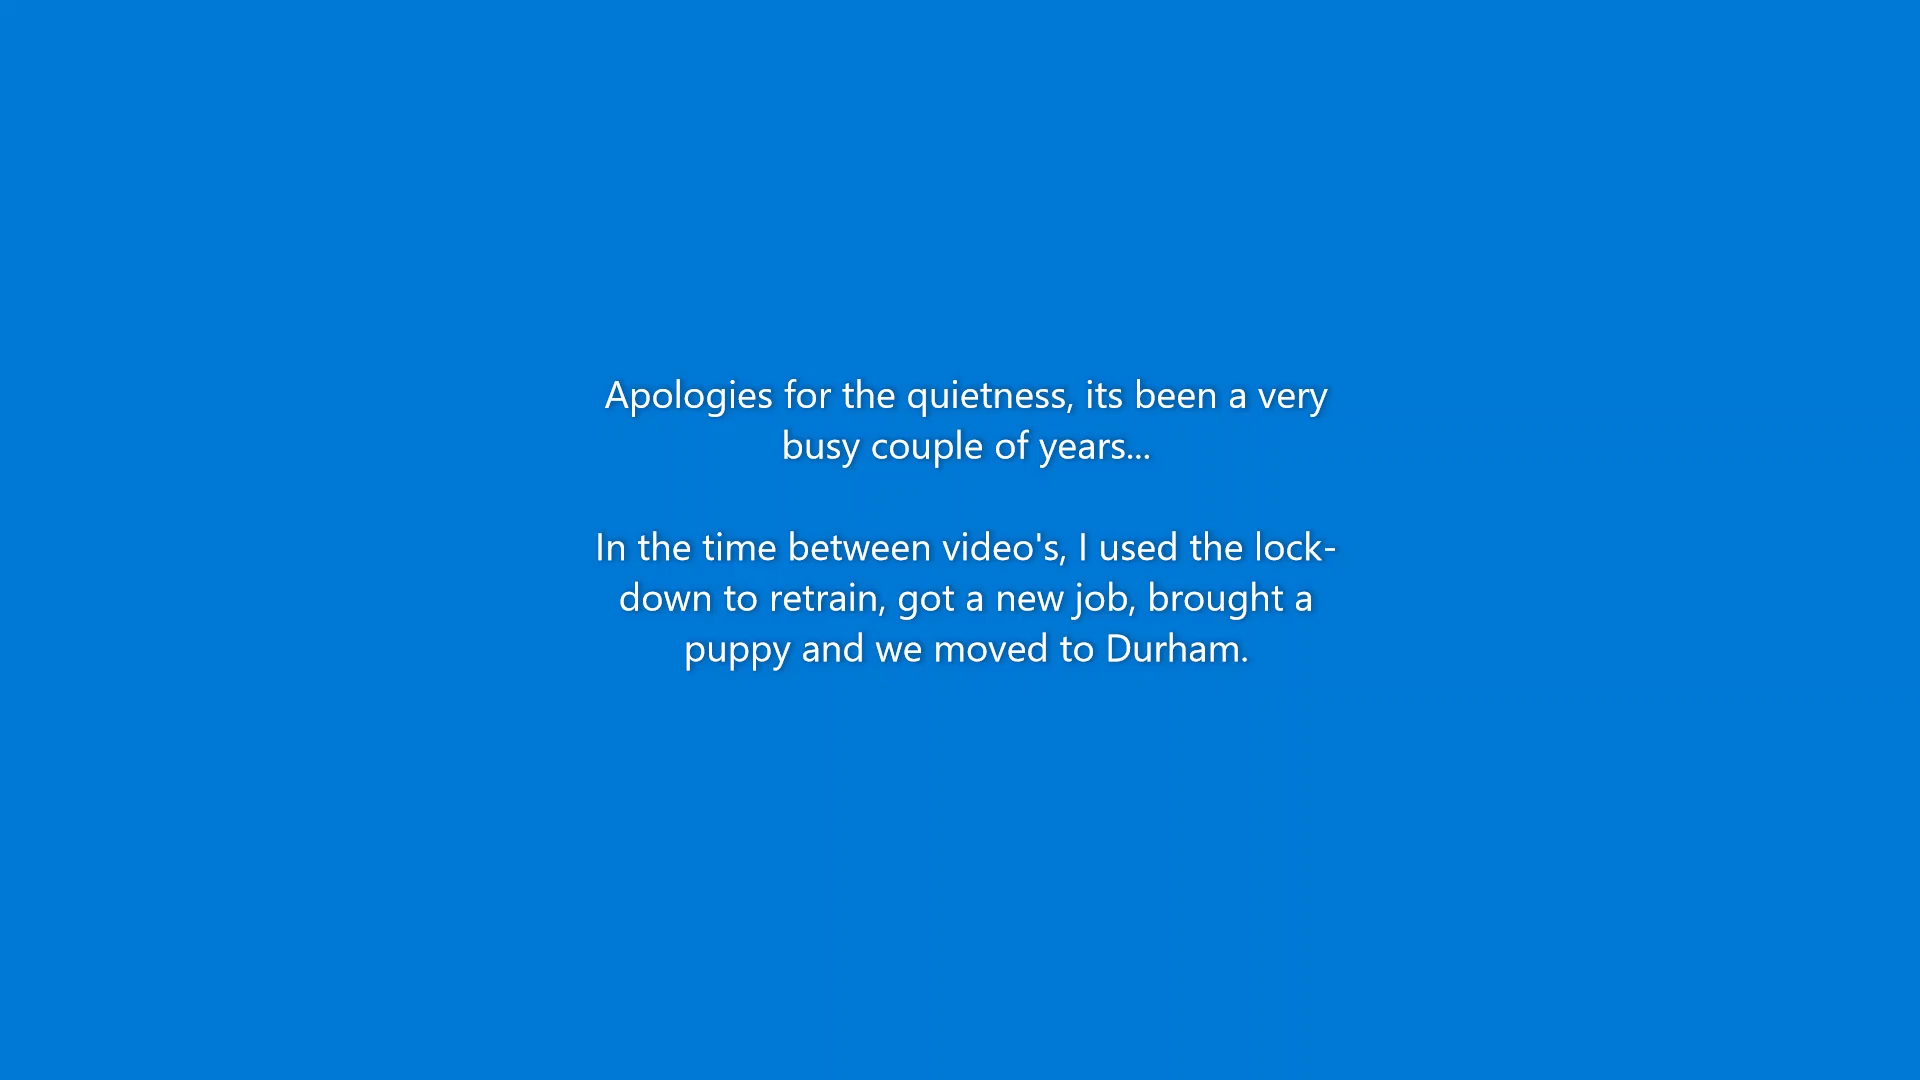 Apologies for the quietness, its been a very
busy couple of years...
In the time between video's, I used the lock-
down to retrain, got a new job, brought a
puppy and we moved to Durham.